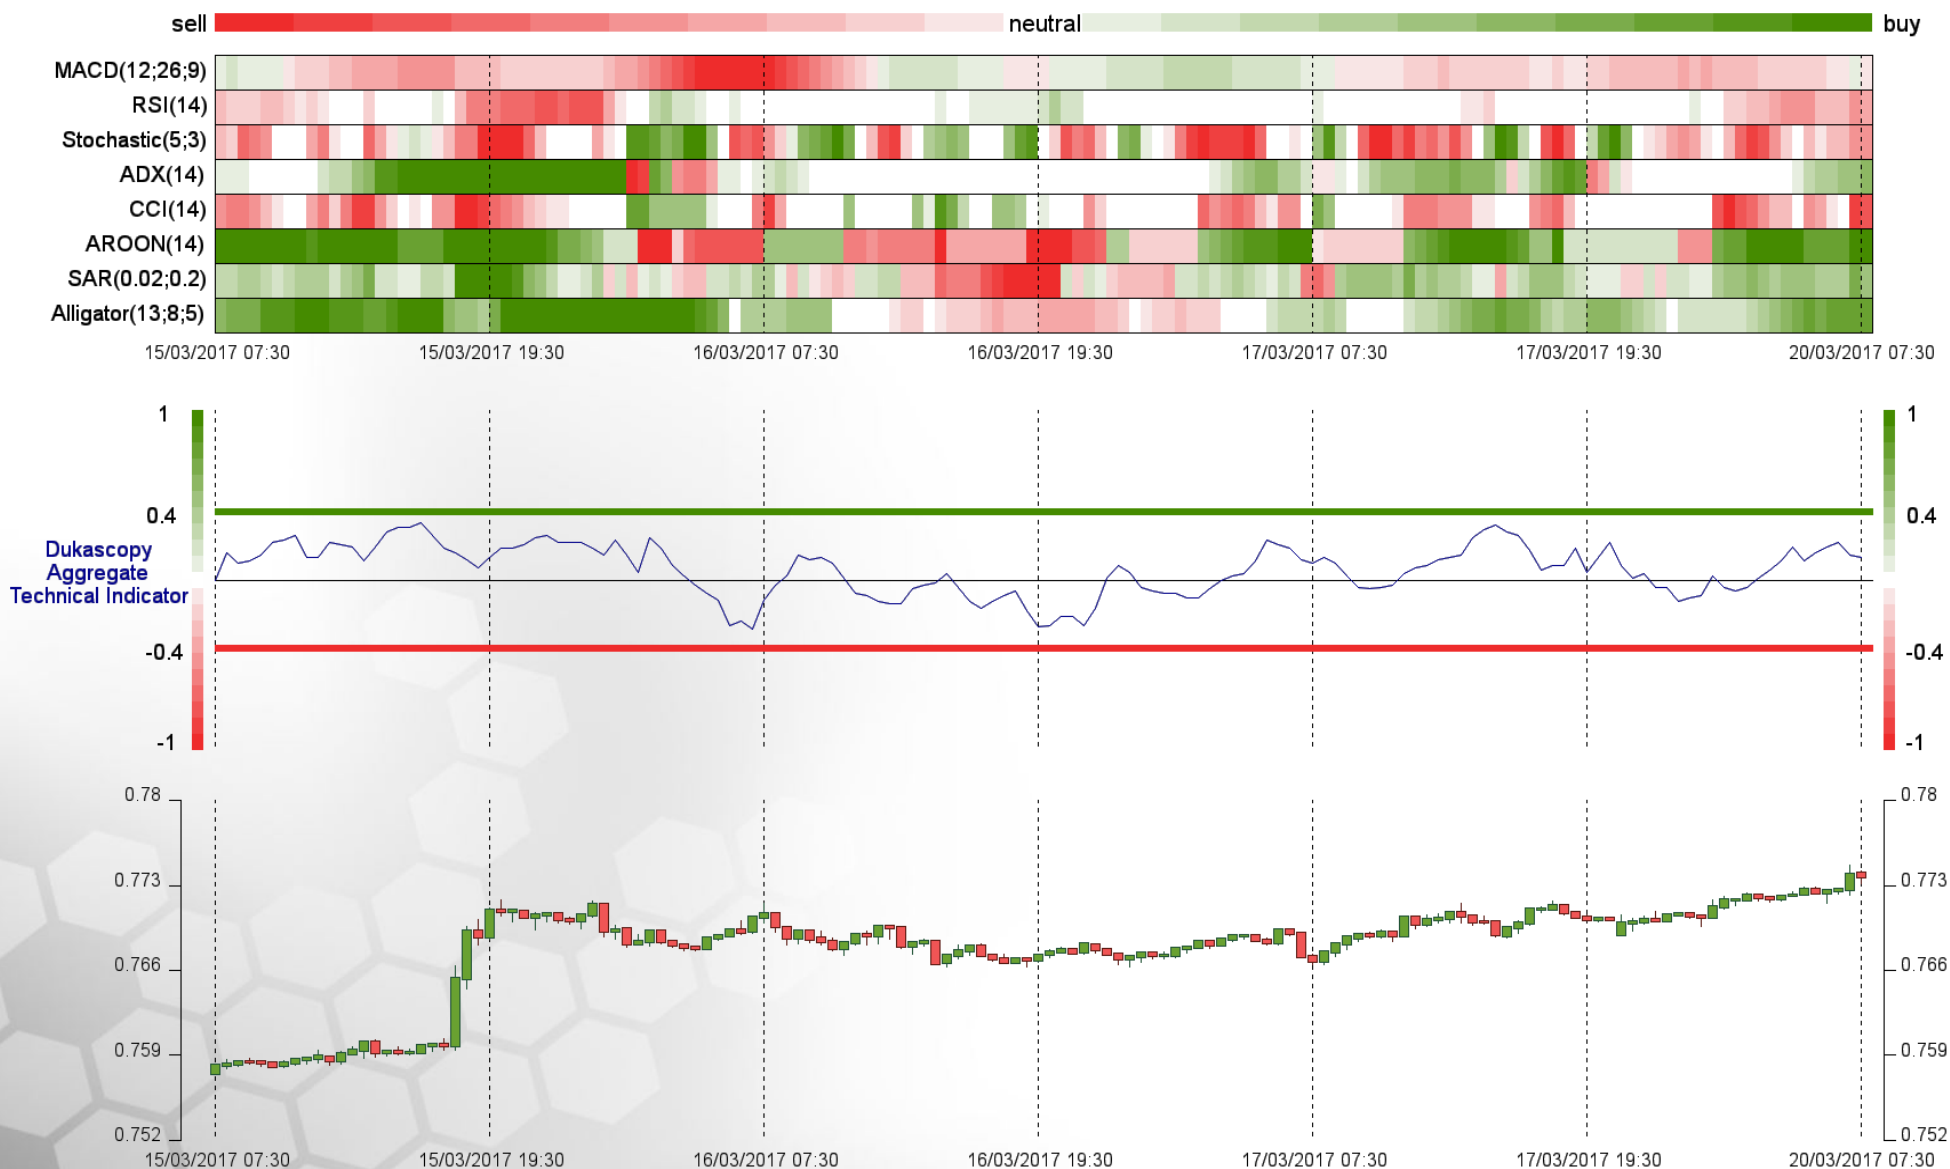 sell neutral buy
MACD(12;26;9)
RSI(14)
Stochastic(5;3)
ADX(14)
CCI(14)
AROON(14)
SAR(0.02;0.2)
Alligator(13;8;5)
15/03/2017 07:30 15/03/2017 19:30 16/03/2017 07:30 16/03/2017 19:30 17/03/2017 07:30 17/03/2017 19:30 20/03/2017 07:30
1 1
0.4 0.4
Dukascopy
Aggregate
Technical Indicator
-0.4 -0.4
-1 -1
0.78 0.78
0.773 0.773
0.766 0.766
0.759 0.759
0.752 0.752
15/03/2017 07:30 15/03/2017 19:30 16/03/2017 07:30 16/03/2017 19:30 17/03/2017 07:30 17/03/2017 19:30 20/03/2017 07:30